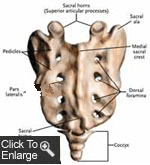 Sacral horns
(Superior articular processes)
Sacral
ala
Pedicles
Medial
sacral
crest
Pars
lateralis
Dorsal
foramina
Sacral
Coccyx
Click To
Enlarge